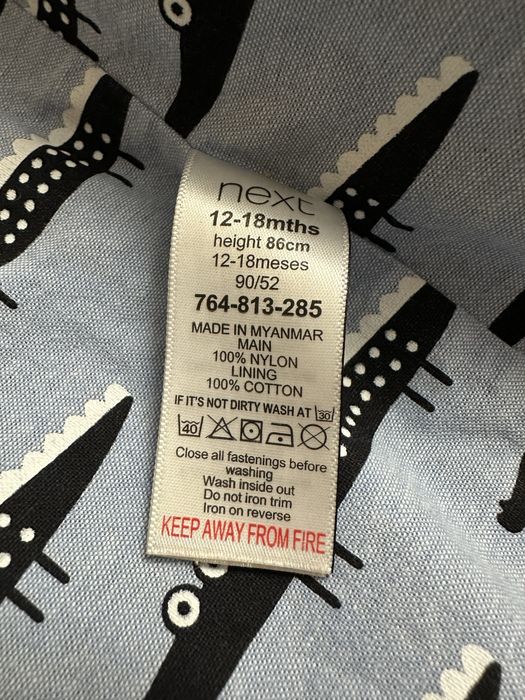 next
12-18mths
height 86cm
12-18meses
90/52
764-813-285
MADE IN MYANMAR
MAIN
100% NYLON
LINING
100% COTTON
IF IT'S NOT DIRTY WASH AT 30
40
Close all fastenings before
washing
Wash inside out
Do not iron trim
Iron on reverse
KEEP AWAY FROM FIRE